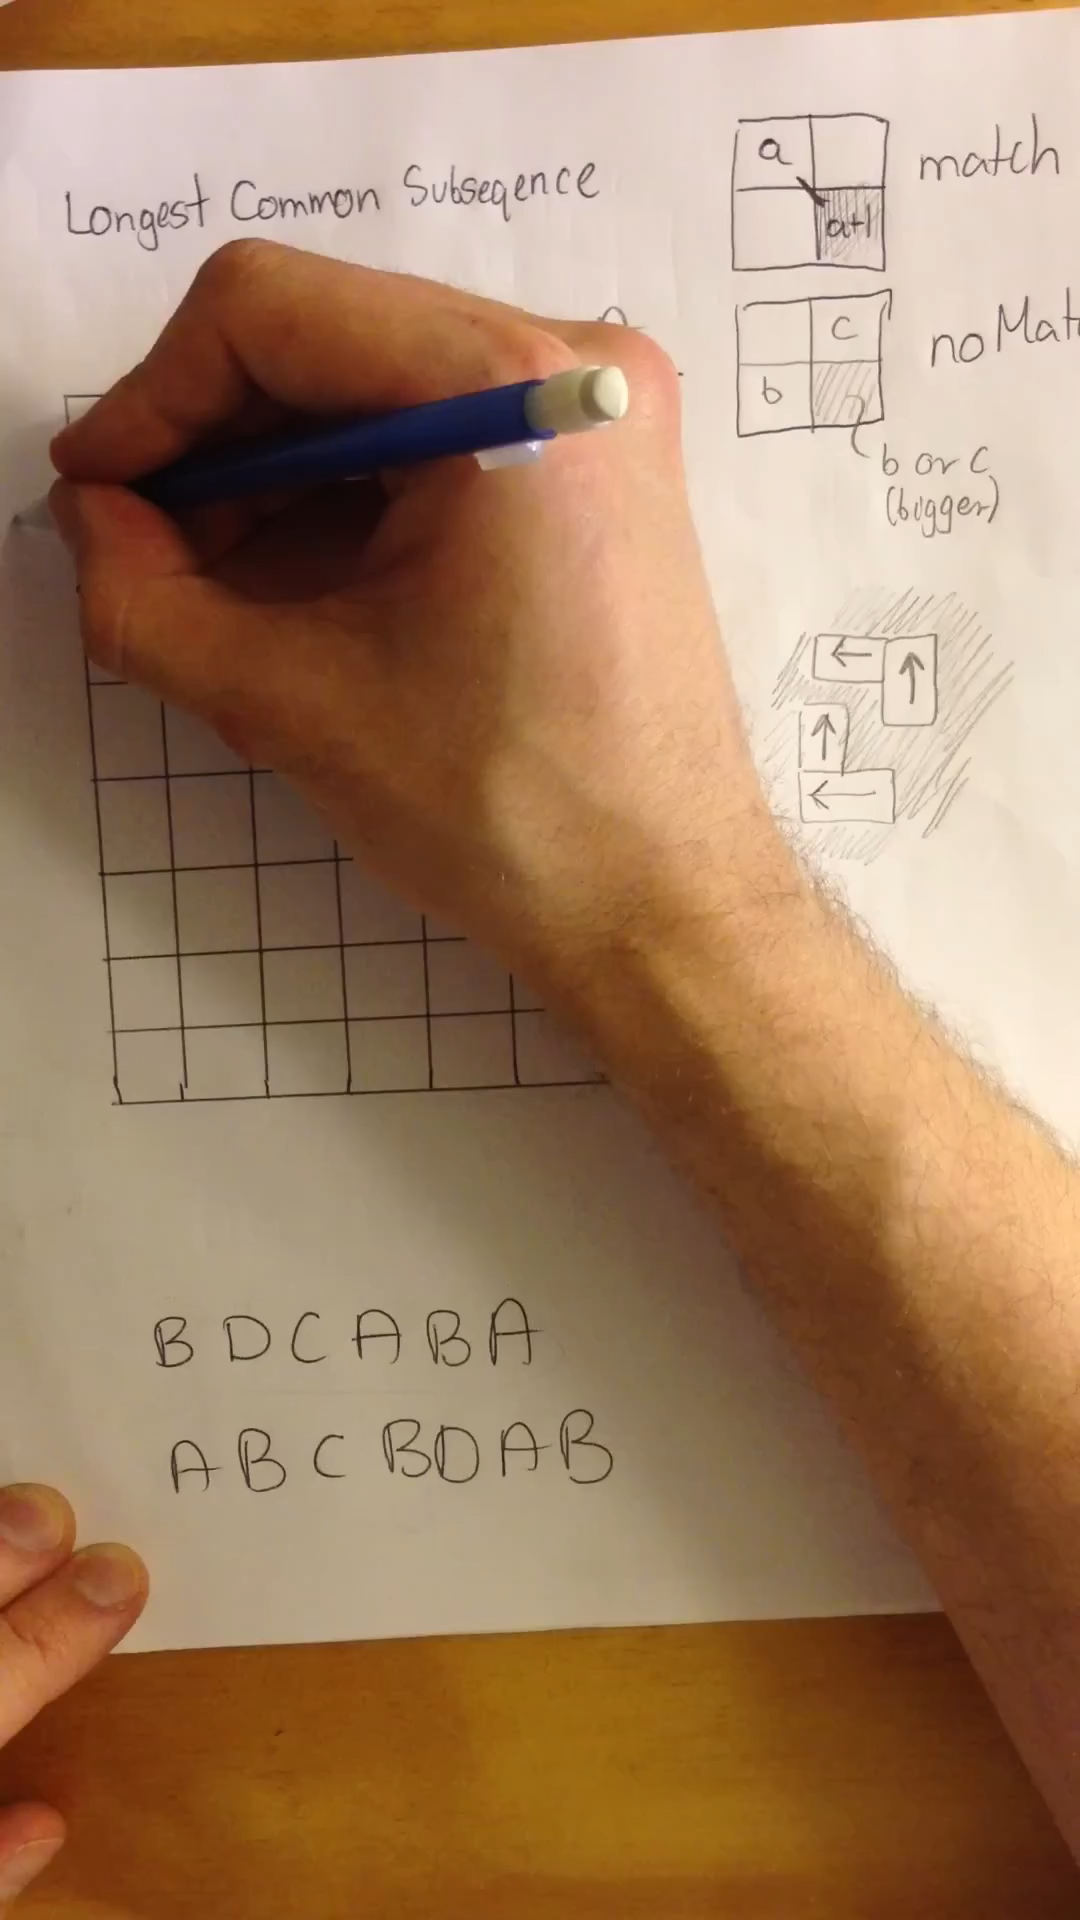 Longest Common Subseqence
a
a+1
match
c
b
noMat
b or c
(bigger)
B D C A B A
A B C B D A B